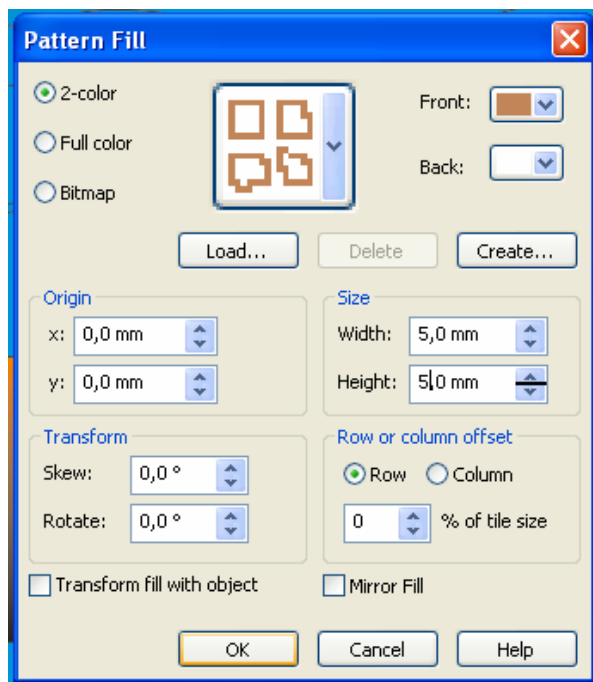 Pattern Fill
2-color
Full color
Bitmap
Front:
Back:
Load...
Delete
Create...
Origin
x: 0,0 mm
y: 0,0 mm
Size
Width: 5,0 mm
Height: 5,0 mm
Transform
Skew: 0,0 °
Rotate: 0,0 °
Row or column offset
Row Column
0 % of tile size
Transform fill with object
Mirror Fill
OK
Cancel
Help